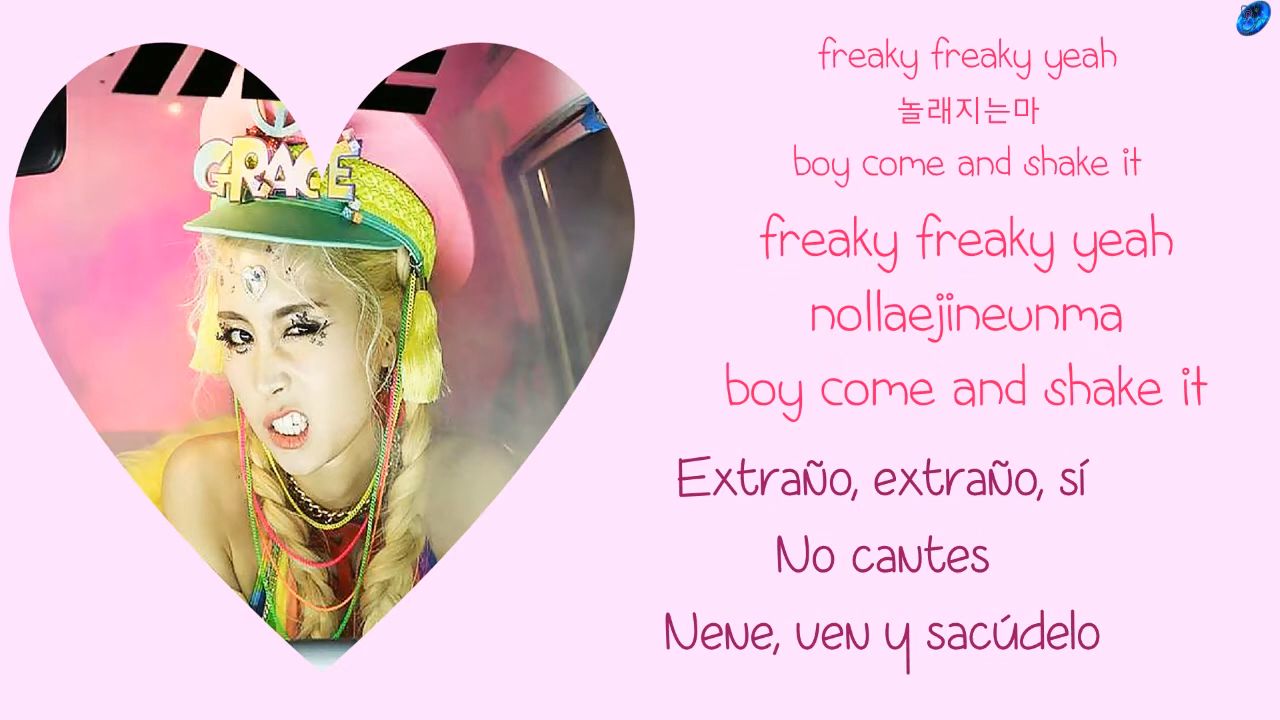 GRACE
freaky freaky yeah
놀래지는마
boy come and shake it
freaky freaky yeah
nollaejineunma
boy come and shake it
Extraño, extraño, sí
No cantes
Nene, ven y sacúdelo